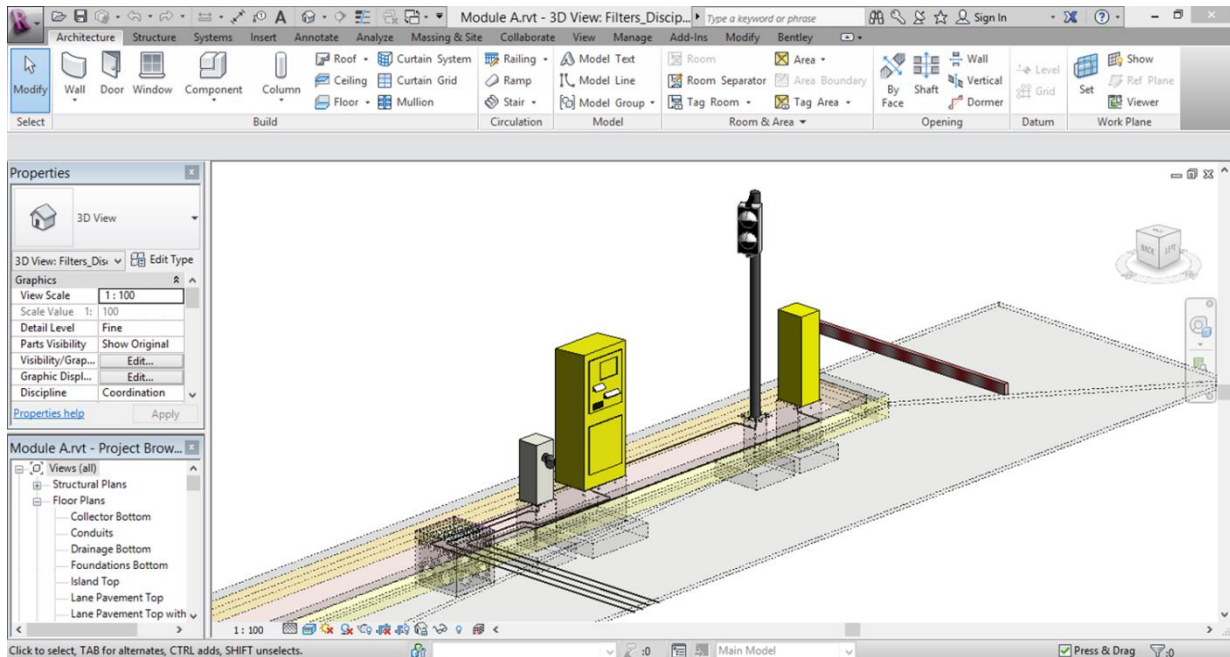 Module A.rvt - 3D View: Filters_Discip... Type a keyword or phrase Sign In
Architecture Structure Systems Insert Annotate Analyze Massing & Site Collaborate View Manage Add-Ins Modify Bentley
Modify Wall Door Window Component Column
Roof Curtain System
Ceiling Curtain Grid
Floor Mullion
Railing
Ramp
Stair
Model Text
Model Line
Model Group
Room Area
Room Separator Area Boundary
Tag Room Tag Area
By Face Shaft
Wall
Vertical
Dormer
Level
Grid
Set
Show
Ref Plane
Viewer
Select Build Circulation Model Room & Area Opening Datum Work Plane
Properties
3D View
3D View: Filters_Dis Edit Type
Graphics
View Scale 1 : 100
Scale Value 1: 100
Detail Level Fine
Parts Visibility Show Original
Visibility/Grap... Edit...
Graphic Displ... Edit...
Discipline Coordination
Properties help Apply
Module A.rvt - Project Brow...
Views (all)
Structural Plans
Floor Plans
Collector Bottom
Conduits
Drainage Bottom
Foundations Bottom
Island Top
Lane Pavement Top
Lane Pavement Top with
BACK LEFT
1 : 100
Click to select, TAB for alternates, CTRL adds, SHIFT unselects. :0 Main Model Press & Drag :0